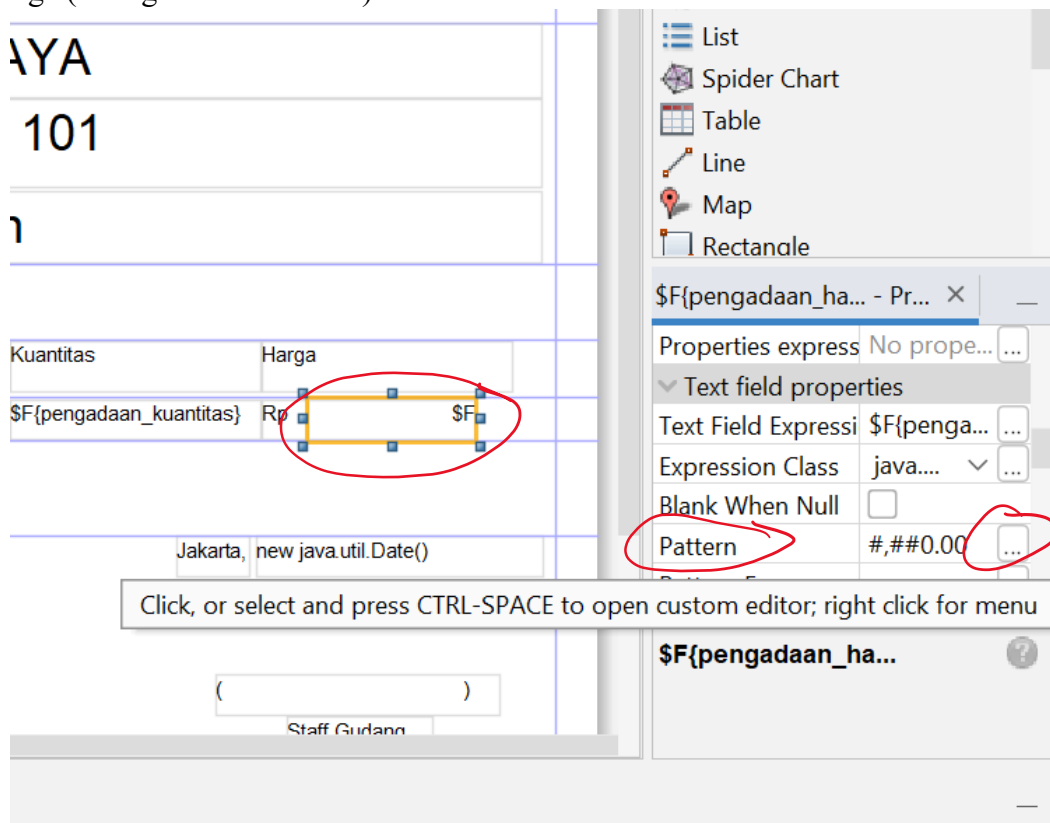 List
AYA
Spider Chart
101
Table
Line
Map
Rectangle
$F{pengadaan_ha... - Pr...
Properties express No prope... ...
Kuantitas Harga
Text field properties
$F{pengadaan_kuantitas} Rp $F
Text Field Expressi $F{penga... ...
Expression Class java.... ...
Blank When Null
Pattern #,##0.00 ...
Jakarta, new java.util.Date()
Click, or select and press CTRL-SPACE to open custom editor; right click for menu
$F{pengadaan_ha...
( )
Staff Gudang